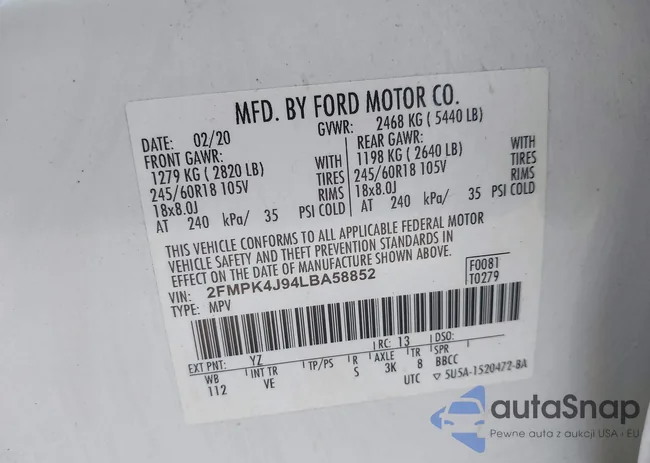 MFD. BY FORD MOTOR CO.
DATE: 02/20 GVWR: 2468 KG ( 5440 LB)
FRONT GAWR: REAR GAWR:
1279 KG ( 2820 LB) WITH 1198 KG ( 2640 LB) WITH
245/60R18 105V TIRES 245/60R18 105V TIRES
18x8.0J RIMS 18x8.0J RIMS
AT 240 kPa/ 35 PSI COLD AT 240 kPa/ 35 PSI COLD
THIS VEHICLE CONFORMS TO ALL APPLICABLE FEDERAL MOTOR
VEHICLE SAFETY AND THEFT PREVENTION STANDARDS IN
EFFECT ON THE DATE OF MANUFACTURE SHOWN ABOVE.
VIN: 2FMPK4J94LBA58852 F0081
TYPE: MPV T0279
EXT PNT: YZ RC: 13 DSO:
WB INT TR TP/PS R AXLE TR SPR
112 VE S 3K 8 BBCC
UTC ▽ 5U5A-1520472-BA
autaSnap
Pewne auta z aukcji USA - EU